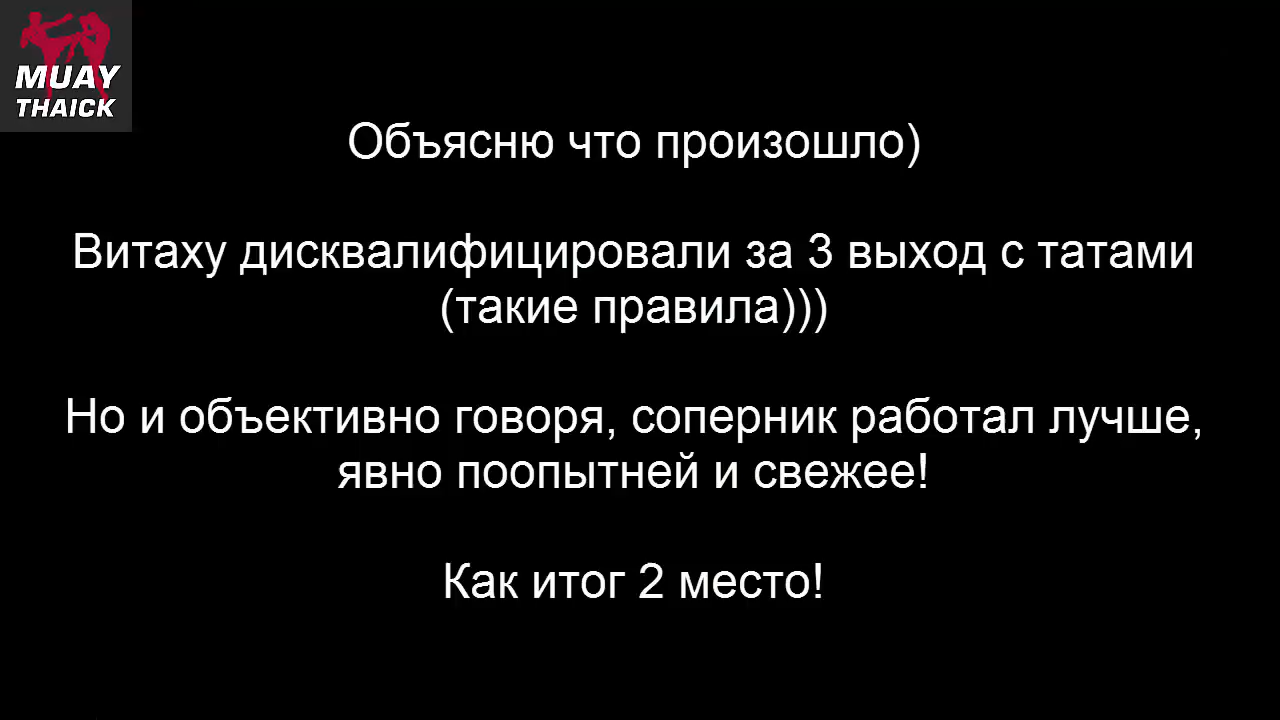 MUAY
THAICK
Объясню что произошло)
Витаху дисквалифицировали за 3 выход с татами
(такие правила)))
Но и объективно говоря, соперник работал лучше,
явно поопытней и свежее!
Как итог 2 место!